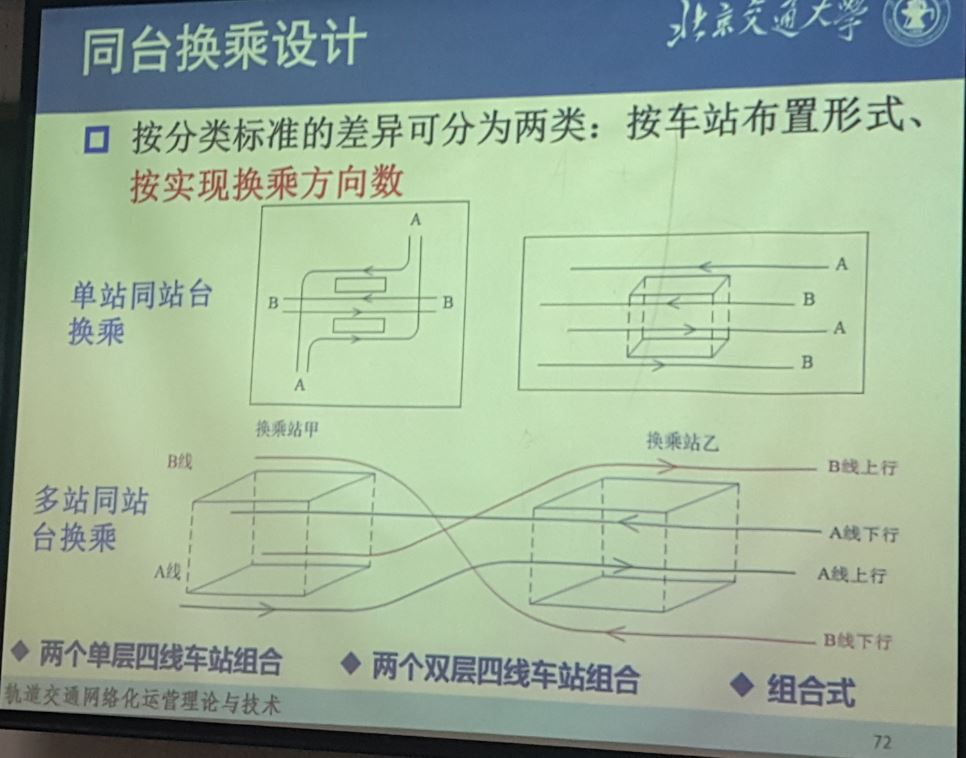 同台换乘设计
北京交通大學
按分类标准的差异可分为两类：按车站布置形式、
按实现换乘方向数
单站同站台
换乘
A
B
B
A
A
B
A
B
换乘站甲
换乘站乙
多站同站
台换乘
B线
A线
B线上行
A线下行
A线上行
B线下行
◆ 两个单层四线车站组合
◆ 两个双层四线车站组合
◆ 组合式
轨道交通网络化运营理论与技术
72